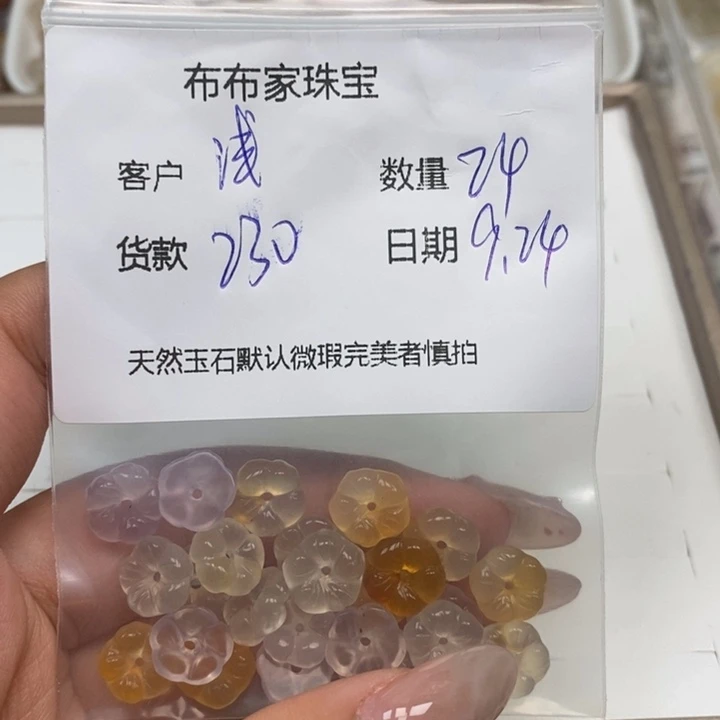 布布家珠宝
客户 浅 数量 24
货款 230 日期 9.24
天然玉石默认微瑕完美者慎拍